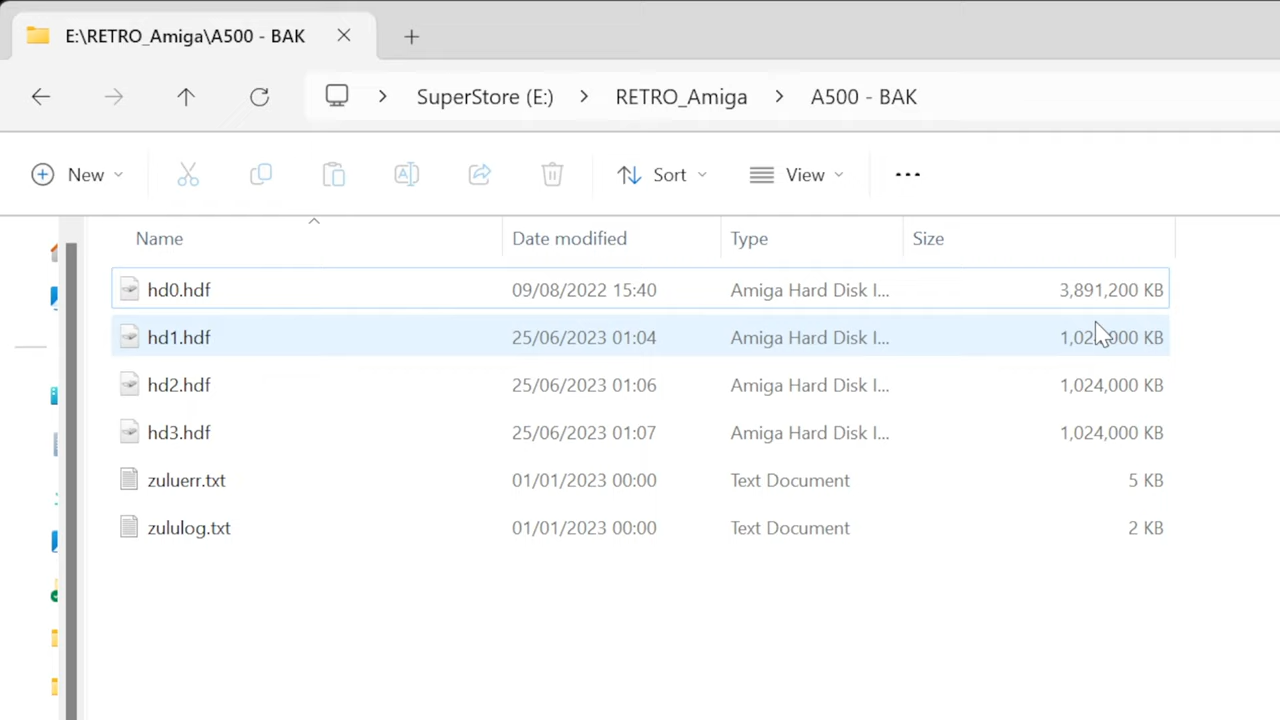 E:\RETRO_Amiga\A500 - BAK
SuperStore (E:) > RETRO_Amiga > A500 - BAK
New Sort View
Name Date modified Type Size
hd0.hdf 09/08/2022 15:40 Amiga Hard Disk I... 3,891,200 KB
hd1.hdf 25/06/2023 01:04 Amiga Hard Disk I... KB
hd2.hdf 25/06/2023 01:06 Amiga Hard Disk I... 1,024,000 KB
hd3.hdf 25/06/2023 01:07 Amiga Hard Disk I... 1,024,000 KB
zuluerr.txt 01/01/2023 00:00 Text Document 5 KB
zululog.txt 01/01/2023 00:00 Text Document 2 KB